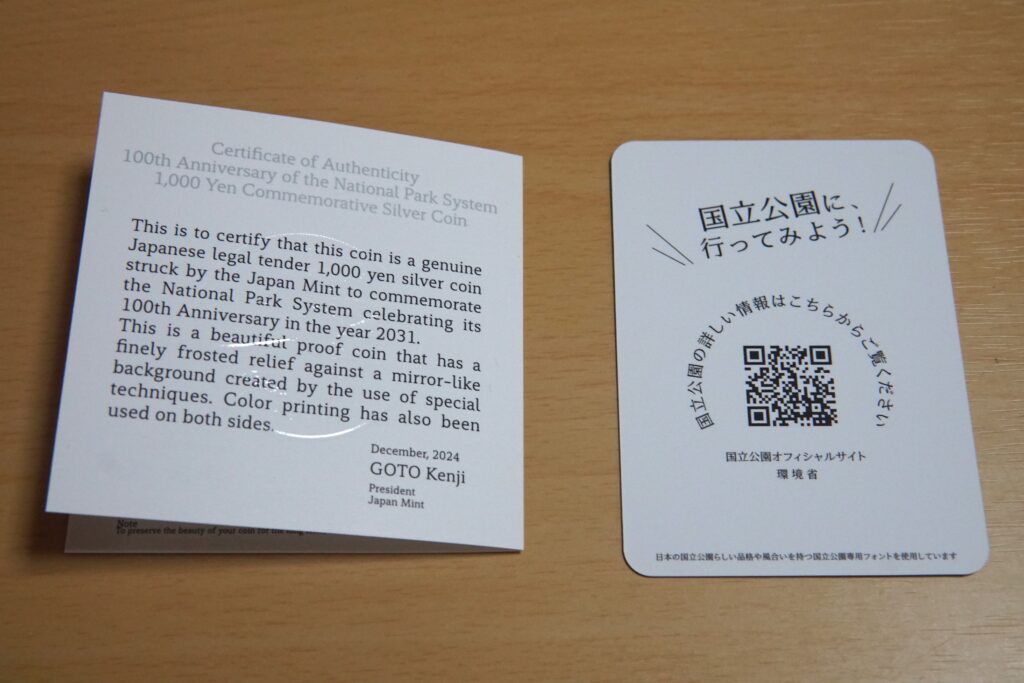 Certificate of Authenticity
100th Anniversary of the National Park System
1,000 Yen Commemorative Silver Coin
This is to certify that this coin is a genuine
Japanese legal tender 1,000 yen silver coin
struck by the Japan Mint to commemorate
the National Park System celebrating its
100th Anniversary in the year 2031.
This is a beautiful proof coin that has a
finely frosted relief against a mirror-like
background created by the use of special
techniques. Color printing has also been
used on both sides.
December, 2024
GOTO Kenji
President
Japan Mint
Note
To preserve the beauty of your coin for the long
国立公園に、
行ってみよう!
国立公園の詳しい情報はこちらからご覧ください
国立公園オフィシャルサイト
環境省
日本の国立公園らしい品格や風合いを持つ国立公園専用フォントを使用しています